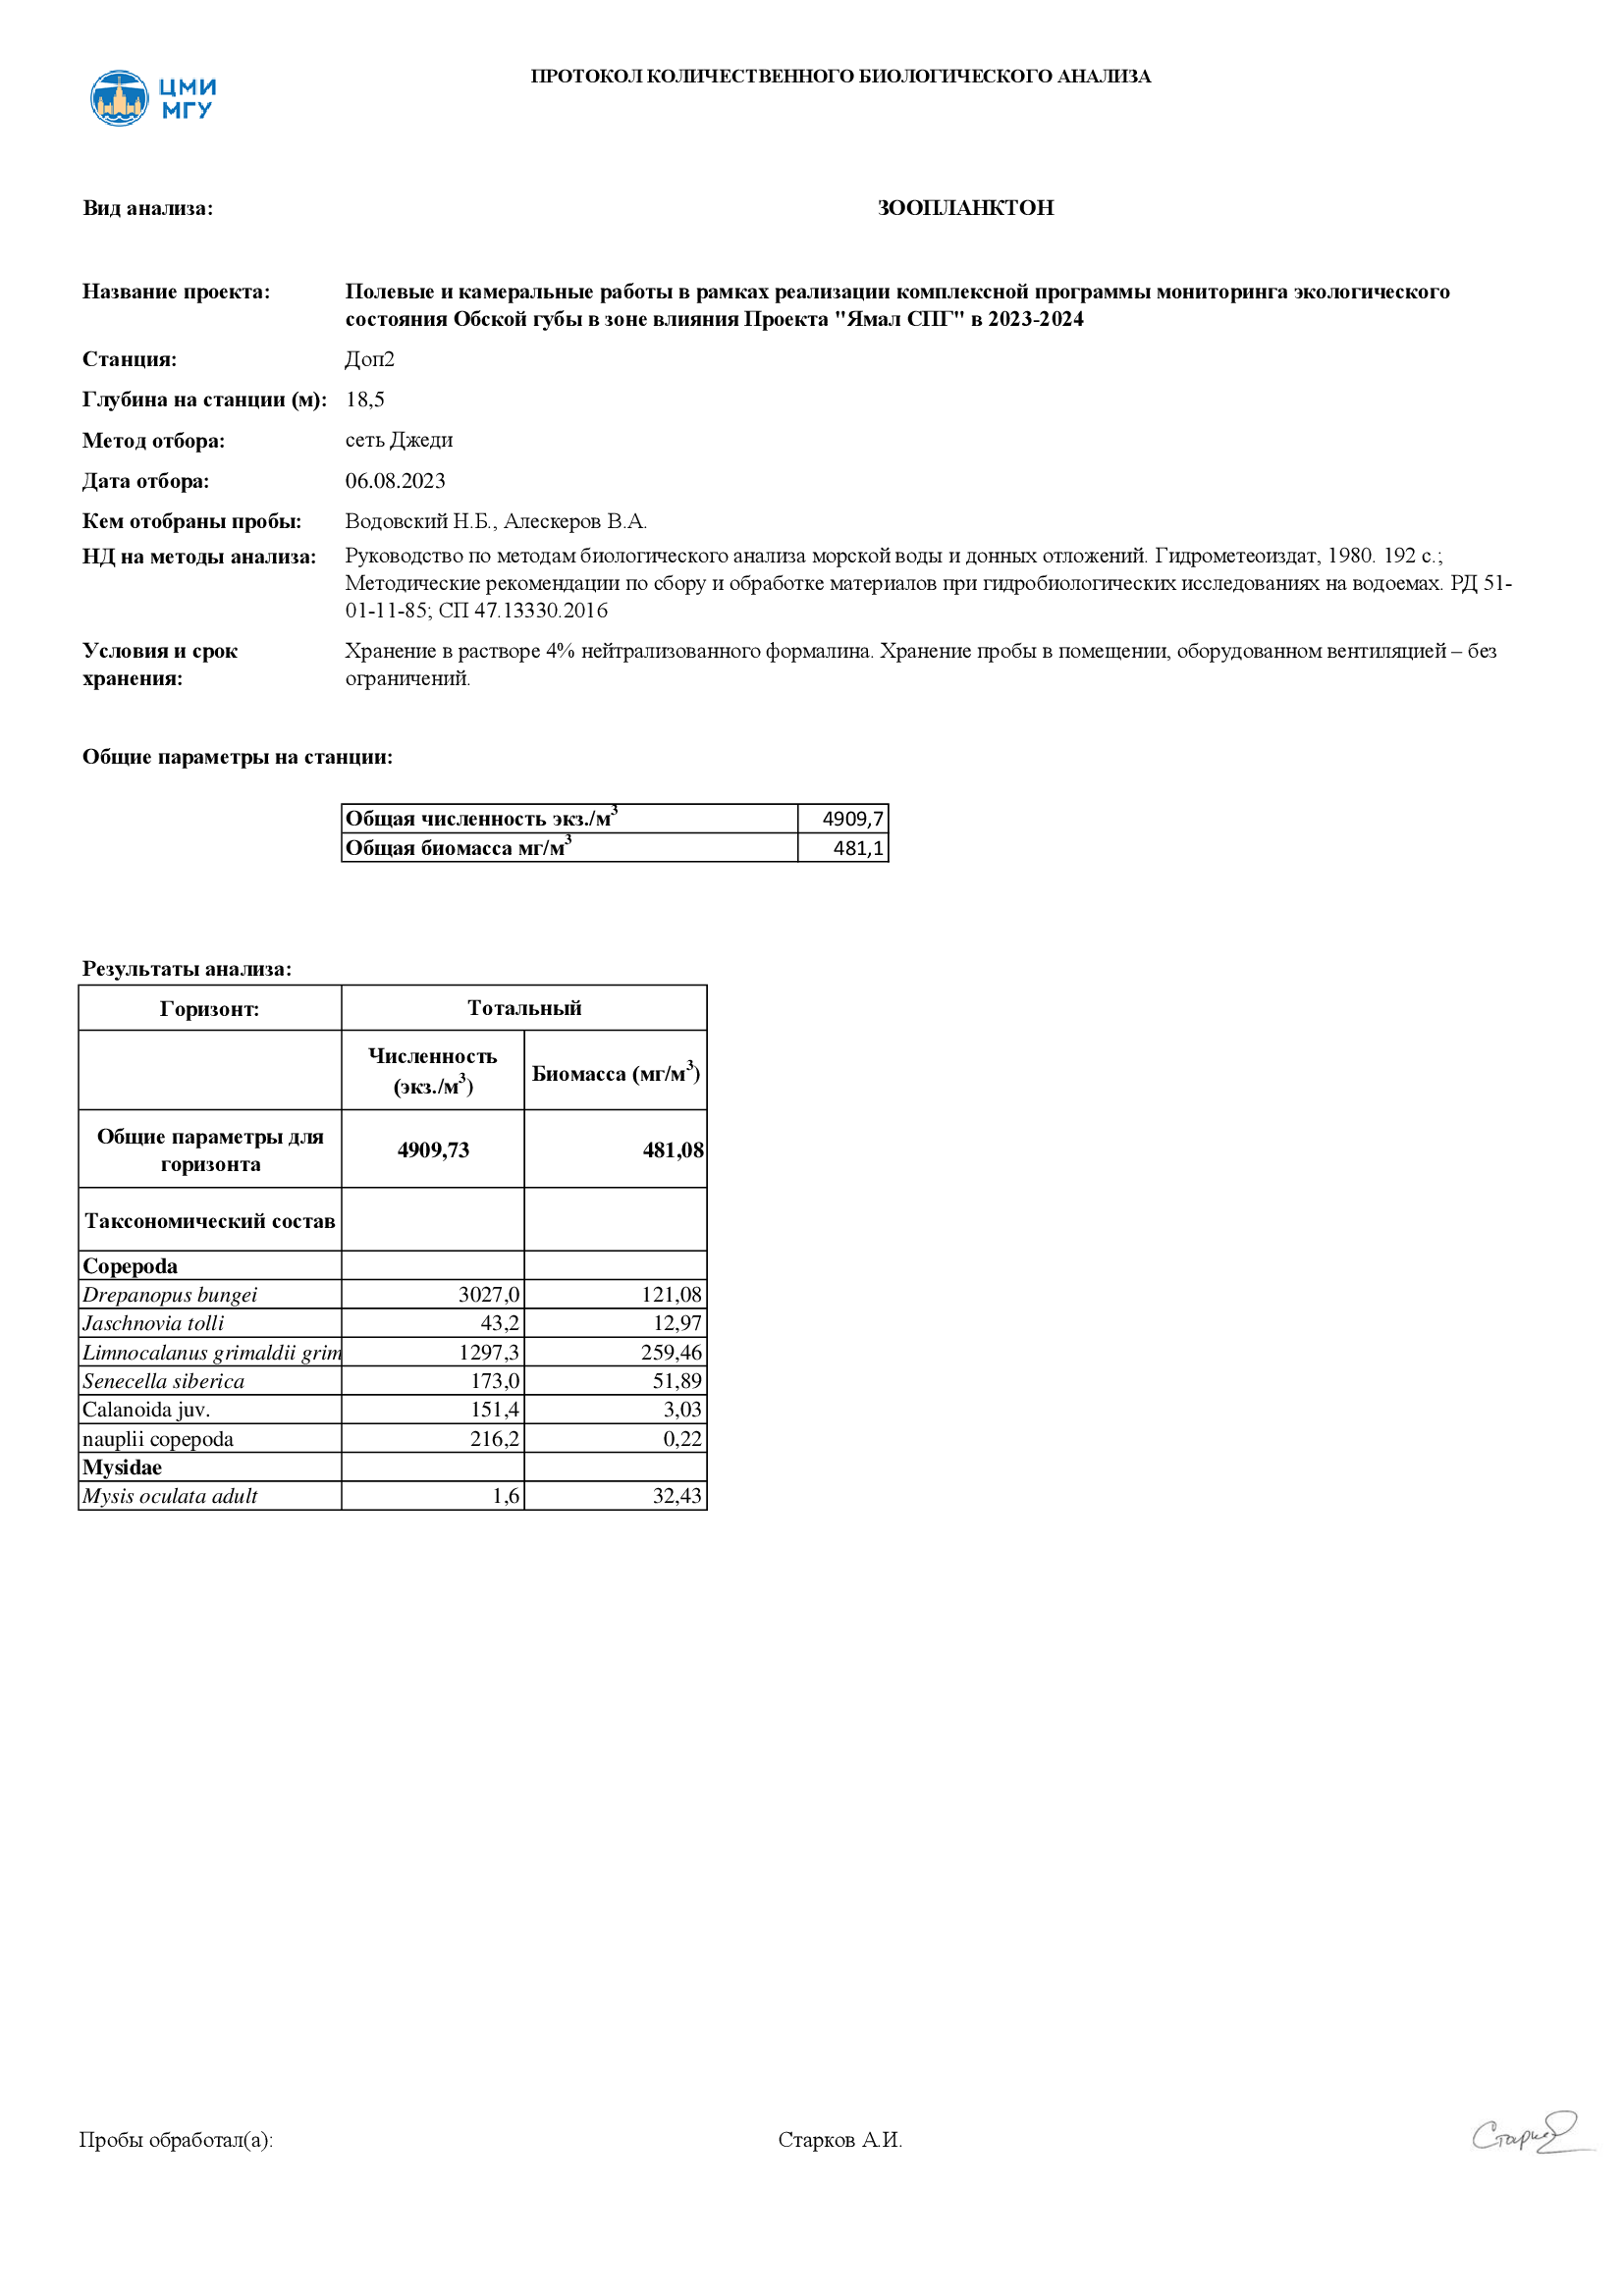 ЦМИ
МГУ
ПРОТОКОЛ КОЛИЧЕСТВЕННОГО БИОЛОГИЧЕСКОГО АНАЛИЗА
Вид анализа: ЗООПЛАНКТОН
Название проекта: Полевые и камеральные работы в рамках реализации комплексной программы мониторинга экологического
состояния Обской губы в зоне влияния Проекта "Ямал СПГ" в 2023-2024
Станция: Доп2
Глубина на станции (м): 18,5
Метод отбора: сеть Джеди
Дата отбора: 06.08.2023
Кем отобраны пробы: Водовский Н.Б., Алескеров В.А.
НД на методы анализа: Руководство по методам биологического анализа морской воды и донных отложений. Гидрометеоиздат, 1980. 192 с.;
Методические рекомендации по сбору и обработке материалов при гидробиологических исследованиях на водоемах. РД 51-
01-11-85; СП 47.13330.2016
Условия и срок Хранение в растворе 4% нейтрализованного формалина. Хранение пробы в помещении, оборудованном вентиляцией – без
хранения: ограничений.
Общие параметры на станции:
Общая численность экз./м³ 4909,7
Общая биомасса мг/м³ 481,1
Результаты анализа:
Горизонт: Тотальный
Численность
(экз./м³) Биомасса (мг/м³)
Общие параметры для
горизонта 4909,73 481,08
Таксономический состав
Copepoda
Drepanopus bungei 3027,0 121,08
Jaschnovia tolli 43,2 12,97
Limnocalanus grimaldii grim 1297,3 259,46
Senecella siberica 173,0 51,89
Calanoida juv. 151,4 3,03
nauplii copepoda 216,2 0,22
Mysidae
Mysis oculata adult 1,6 32,43
Пробы обработал(а): Старков А.И.